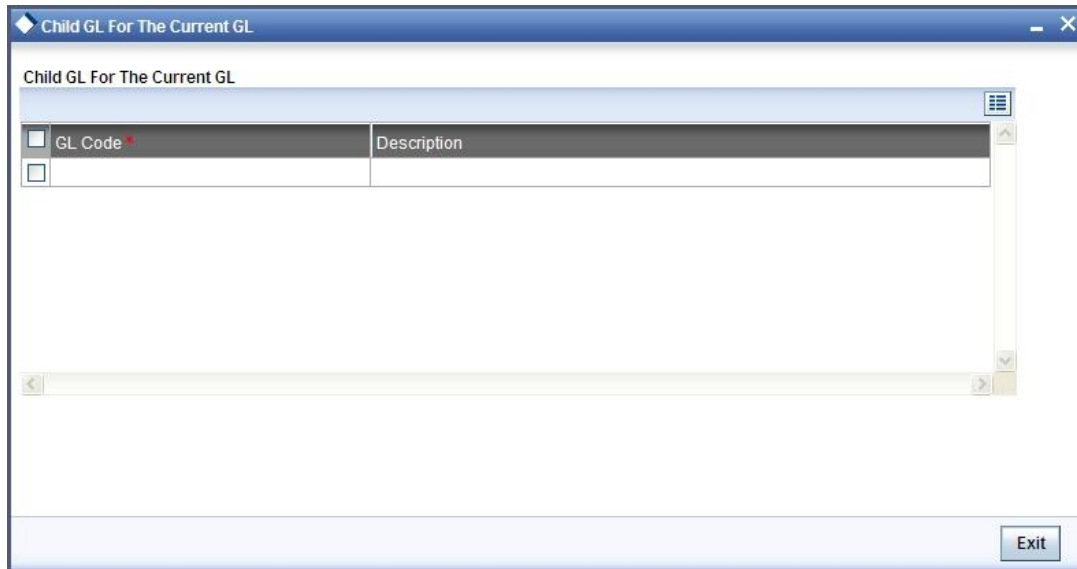 Child GL For The Current GL
Child GL For The Current GL
GL Code* Description
Exit